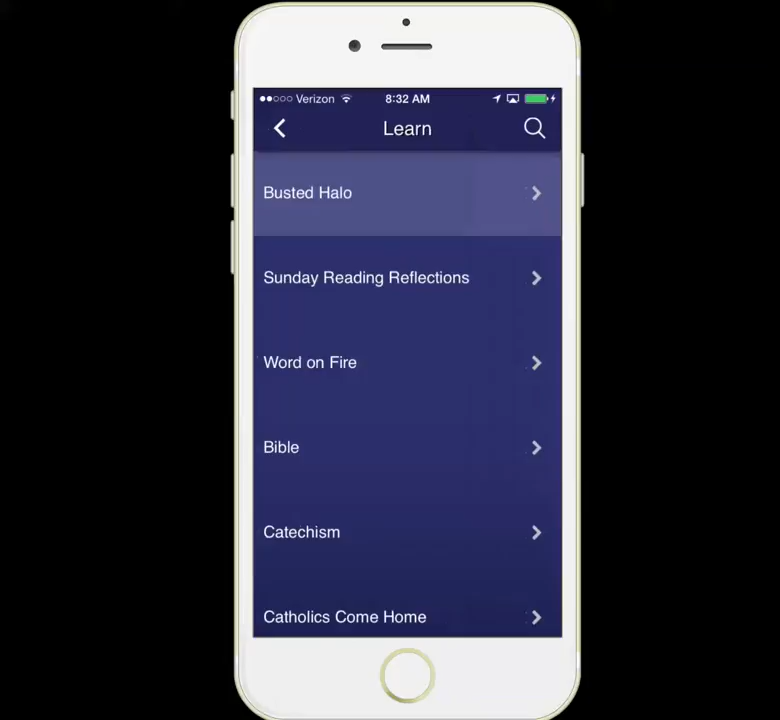 Verizon
8:32 AM
Learn
Busted Halo
Sunday Reading Reflections
Word on Fire
Bible
Catechism
Catholics Come Home